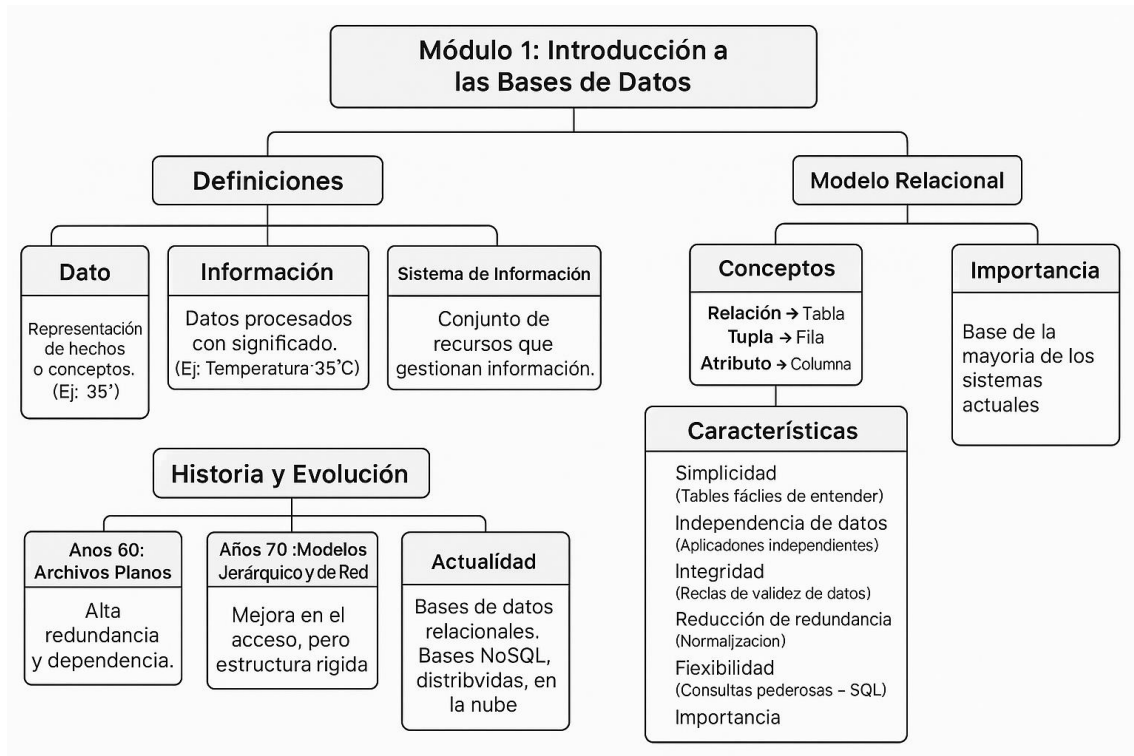 Módulo 1: Introducción a
las Bases de Datos
Definiciones
Dato
Representación
de hechos
o conceptos.
(Ej: 35’)
Información
Datos procesados
con significado.
(Ej: Temperatura·35°C)
Sistema de Información
Conjunto de
recursos que
gestionan información.
Modelo Relacional
Conceptos
Relación → Tabla
Tupla → Fila
Atributo → Columna
Importancia
Base de la
mayoria de los
sistemas
actuales
Características
Simplicidad
(Tables fáclies de entender)
Independencia de datos
(Aplicadones independientes)
Integridad
(Reclas de validez de datos)
Reducción de redundancia
(Normaljzacion)
Fiexibilidad
(Consultas pederosas – SQL)
Importancia
Historia y Evolución
Anos 60:
Archivos Planos
Alta
redundancia
y dependencia.
Años 70 :Modelos
Jerárquico y de Red
Mejora en el
acceso, pero
estructura rigida
Actualídad
Bases de datos
relacionales.
Bases NoSQL,
distribvidas, en
la nube